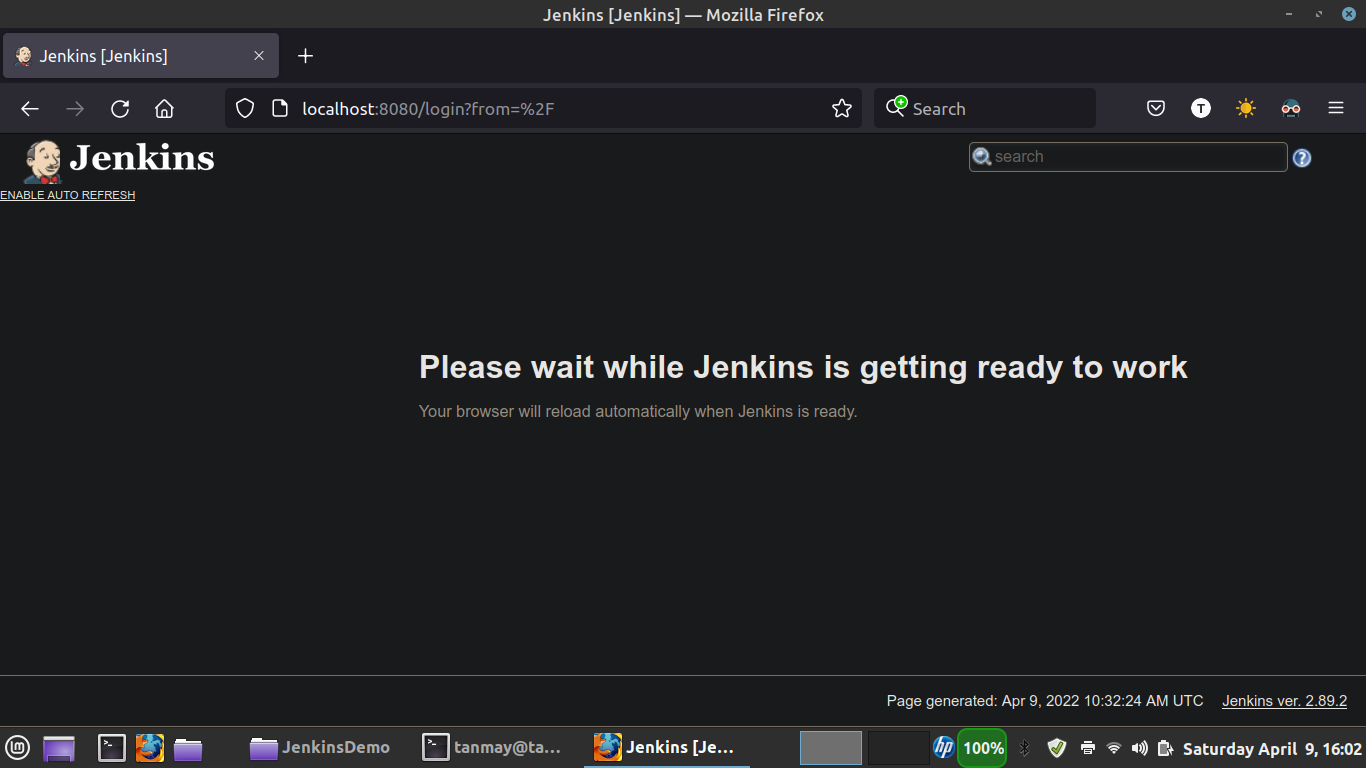 Jenkins [Jenkins] — Mozilla Firefox
Jenkins [Jenkins]
localhost:8080/login?from=%2F
Search
T
Jenkins
search
?
ENABLE AUTO REFRESH
Please wait while Jenkins is getting ready to work
Your browser will reload automatically when Jenkins is ready.
Page generated: Apr 9, 2022 10:32:24 AM UTC Jenkins ver. 2.89.2
JenkinsDemo
tanmay@ta...
Jenkins [Je...
hp
100%
Saturday April 9, 16:02